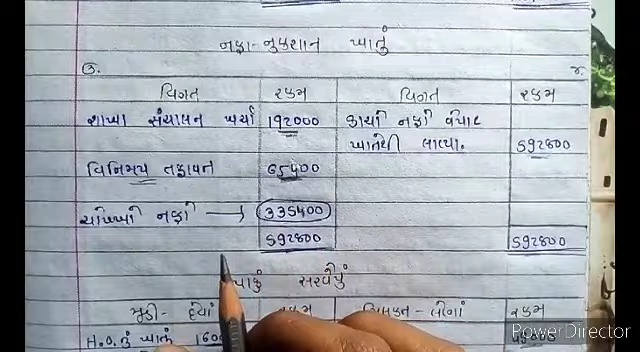 નફા-નુકશાન ખાતું
ઉ. જ.
વિગત રકમ વિગત રકમ
શાખા સંચાલન ખર્ચા 192000 કાચો નફો વેપાર
ખાતેથી લાવ્યા. 592800
વિનિમય તફાવત 65400
ચોખ્ખો નફો → 335400
592800 592800
પાકું સરવૈયું
મૂડી - દેવાં રકમ મિલકત - લેણાં રકમ
H.O.નું ખાતું
PowerDirector